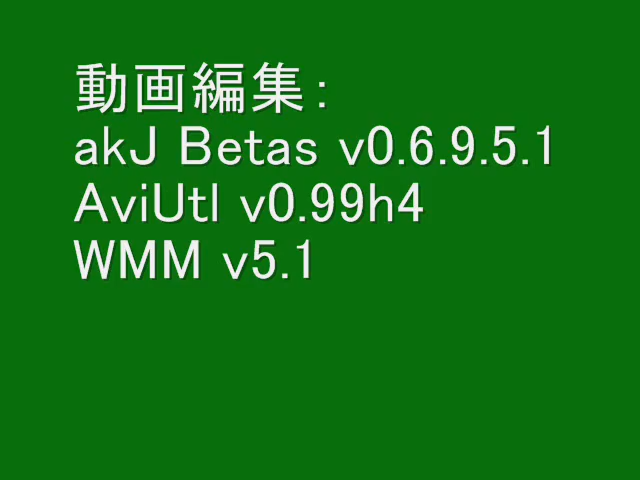 動画編集：
akJ Betas v0.6.9.5.1
AviUtl v0.99h4
WMM v5.1